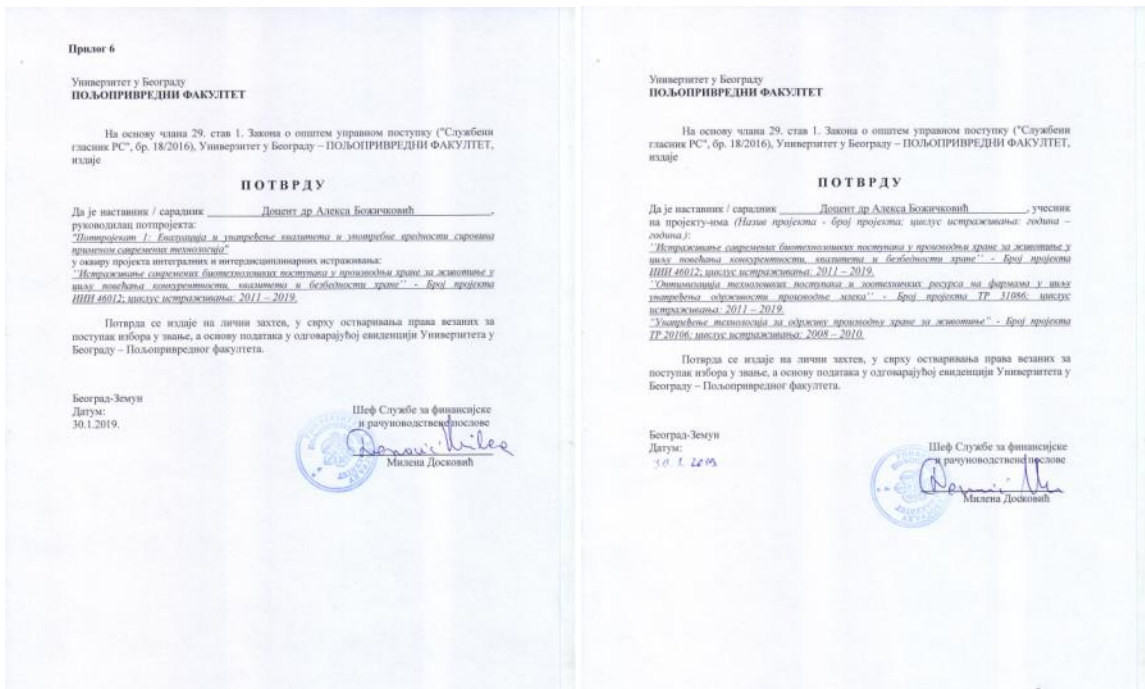 Прилог 6
Универзитет у Београду
ПОЉОПРИВРЕДНИ ФАКУЛТЕТ
На основу члана 29. став 1. Закона о општем управном поступку ("Службени
гласник РС", бр. 18/2016), Универзитет у Београду – ПОЉОПРИВРЕДНИ ФАКУЛТЕТ,
издаје
П О Т В Р Д У
Да је наставник / сарадник Доцент др Алекса Божичковић,
руководилац потпројекта:
"Потпројекат 1: Евалуација и унапређење квалитета и употребне вредности сировина
применом савремених технологија"
у оквиру пројекта интегралних и интердисциплинарних истраживања:
''Истраживање савремених биотехнолошких поступака у производњи хране за животиње у
циљу повећања конкурентности, квалитета и безбедности хране'' - Број пројекта
ИИИ 46012; циклус истраживања: 2011 – 2019.
Потврда се издаје на лични захтев, у сврху остваривања права везаних за
поступак избора у звање, а основу података у одговарајућој евиденцији Универзитета у
Београду – Пољопривредног факултета.
Београд-Земун
Датум:
30.1.2019.
Шеф Службе за финансијске
и рачуноводствене послове
Милена Досковић
Универзитет у Београду
ПОЉОПРИВРЕДНИ ФАКУЛТЕТ
На основу члана 29. став 1. Закона о општем управном поступку ("Службени
гласник РС", бр. 18/2016), Универзитет у Београду – ПОЉОПРИВРЕДНИ ФАКУЛТЕТ,
издаје
П О Т В Р Д У
Да је наставник / сарадник Доцент др Алекса Божичковић, учесник
на пројекту-има (Назив пројекта - број пројекта; циклус истраживања: година –
година):
''Истраживање савремених биотехнолошких поступака у производњи хране за животиње у
циљу повећања конкурентности, квалитета и безбедности хране'' - Број пројекта
ИИИ 46012; циклус истраживања: 2011 – 2019.
''Оптимизација технолошких поступака и зоотехничких ресурса на фармама у циљу
унапређења одрживости производње млека'' - Број пројекта ТР 31086; циклус
истраживања: 2011 – 2019.
"Унапређење технологија за одрживу производњу хране за животиње" - Број пројекта
ТР 20106; циклус истраживања: 2008 – 2010.
Потврда се издаје на лични захтев, у сврху остваривања права везаних за
поступак избора у звање, а основу података у одговарајућој евиденцији Универзитета у
Београду – Пољопривредног факултета.
Београд-Земун
Датум:
30.1.2019
Шеф Службе за финансијске
и рачуноводствене послове
Милена Досковић